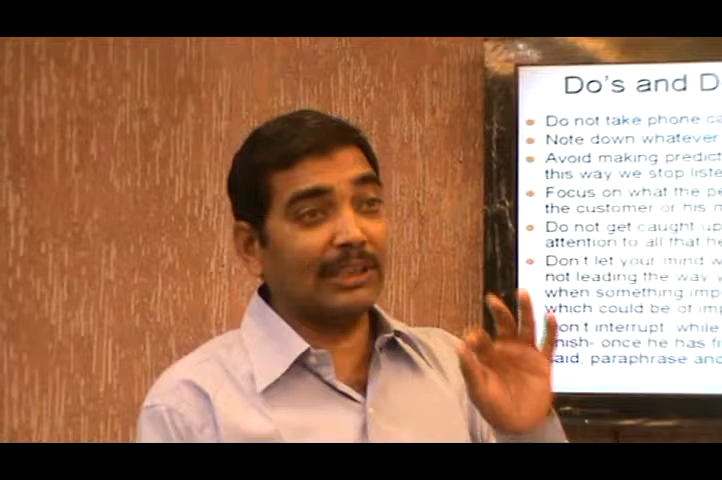 Do's and D
Do not take phone ca
Note down whatever
Avoid making predict
this way we stop liste
Focus on what the pe
the customer or his n
Do not get caught up
attention to all that he
Don't let your mind w
not leading the way y
when something imp
which could be of imp
on't interrupt while
nish- once he has fi
said, paraphrase and